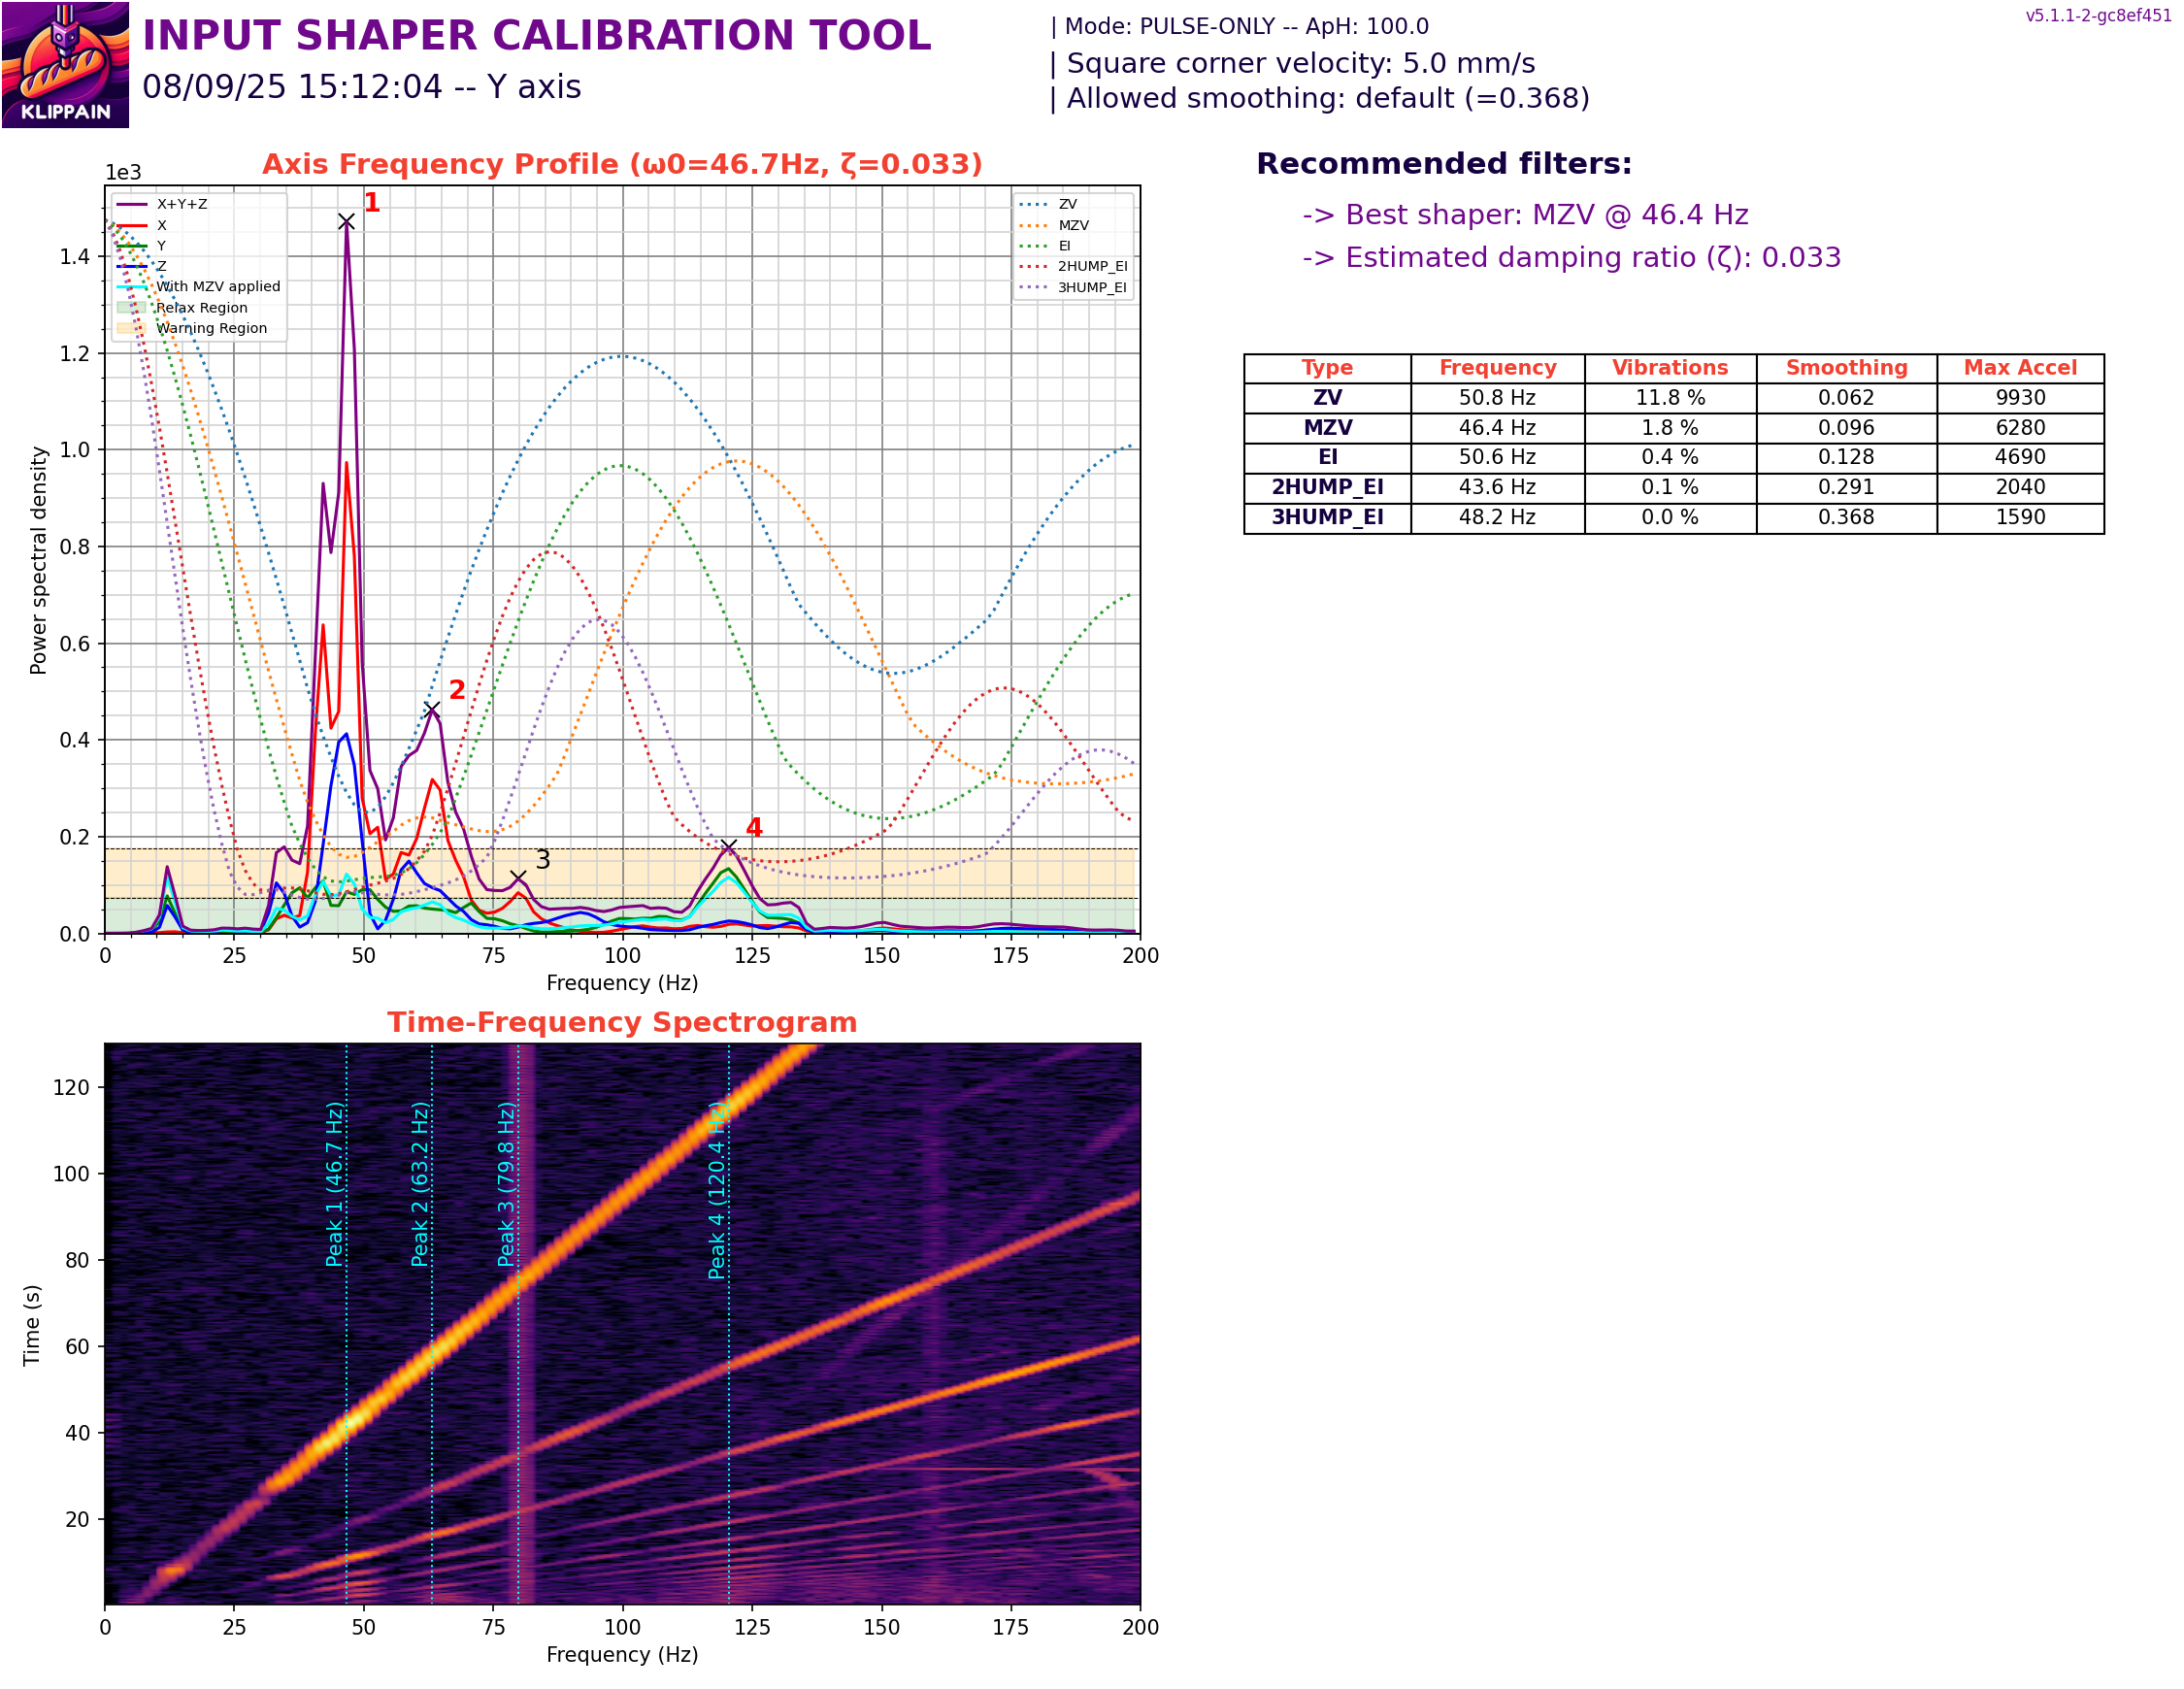 KLIPPAIN
INPUT SHAPER CALIBRATION TOOL
08/09/25 15:12:04 -- Y axis
| Mode: PULSE-ONLY -- ApH: 100.0
| Square corner velocity: 5.0 mm/s
| Allowed smoothing: default (=0.368)
v5.1.1-2-gc8ef451
Axis Frequency Profile (ω0=46.7Hz, ζ=0.033)
1e3
X+Y+Z
X
Y
Z
With MZV applied
Relax Region
Warning Region
ZV
MZV
EI
2HUMP_EI
3HUMP_EI
1
2
3
4
Power spectral density
1.4
1.2
1.0
0.8
0.6
0.4
0.2
0.0
0 25 50 75 100 125 150 175 200
Frequency (Hz)
Recommended filters:
-> Best shaper: MZV @ 46.4 Hz
-> Estimated damping ratio (ζ): 0.033
Type Frequency Vibrations Smoothing Max Accel
ZV 50.8 Hz 11.8 % 0.062 9930
MZV 46.4 Hz 1.8 % 0.096 6280
EI 50.6 Hz 0.4 % 0.128 4690
2HUMP_EI 43.6 Hz 0.1 % 0.291 2040
3HUMP_EI 48.2 Hz 0.0 % 0.368 1590
Time-Frequency Spectrogram
Time (s)
120
100
80
60
40
20
Peak 1 (46.7 Hz)
Peak 2 (63.2 Hz)
Peak 3 (79.8 Hz)
Peak 4 (120.4 Hz)
0 25 50 75 100 125 150 175 200
Frequency (Hz)